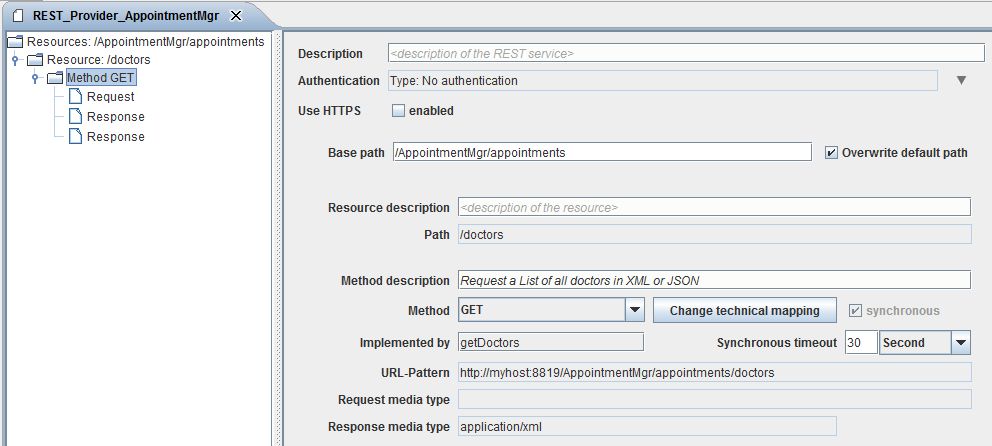 REST_Provider_AppointmentMgr
Resources: /AppointmentMgr/appointments
Resource: /doctors
Method GET
Request
Response
Response
Description <description of the REST service>
Authentication Type: No authentication
Use HTTPS enabled
Base path /AppointmentMgr/appointments Overwrite default path
Resource description <description of the resource>
Path /doctors
Method description Request a List of all doctors in XML or JSON
Method GET Change technical mapping synchronous
Implemented by getDoctors Synchronous timeout 30 Second
URL-Pattern http://myhost:8819/AppointmentMgr/appointments/doctors
Request media type
Response media type application/xml